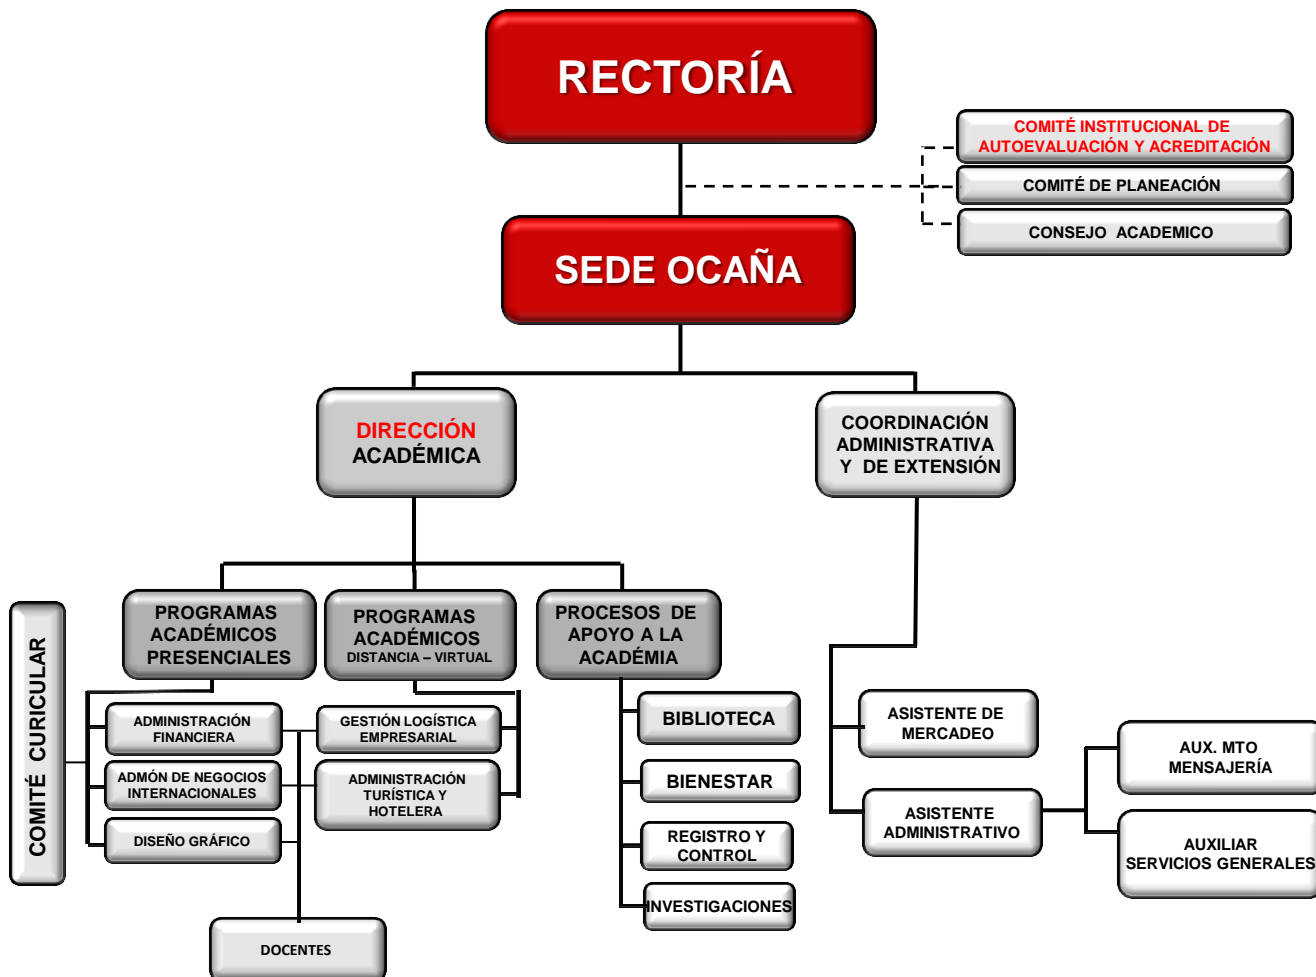 RECTORÍA
COMITÉ INSTITUCIONAL DE
AUTOEVALUACIÓN Y ACREDITACIÓN
COMITÉ DE PLANEACIÓN
CONSEJO ACADEMICO
SEDE OCAÑA
DIRECCIÓN
ACADÉMICA
COORDINACIÓN
ADMINISTRATIVA
Y DE EXTENSIÓN
COMITÉ CURICULAR
PROGRAMAS
ACADÉMICOS
PRESENCIALES
PROGRAMAS
ACADÉMICOS
DISTANCIA – VIRTUAL
PROCESOS DE
APOYO A LA
ACADÉMIA
ADMINISTRACIÓN
FINANCIERA
ADMÓN DE NEGOCIOS
INTERNACIONALES
DISEÑO GRÁFICO
GESTIÓN LOGÍSTICA
EMPRESARIAL
ADMINISTRACIÓN
TURÍSTICA Y
HOTELERA
DOCENTES
BIBLIOTECA
BIENESTAR
REGISTRO Y
CONTROL
INVESTIGACIONES
ASISTENTE DE
MERCADEO
ASISTENTE
ADMINISTRATIVO
AUX. MTO
MENSAJERÍA
AUXILIAR
SERVICIOS GENERALES